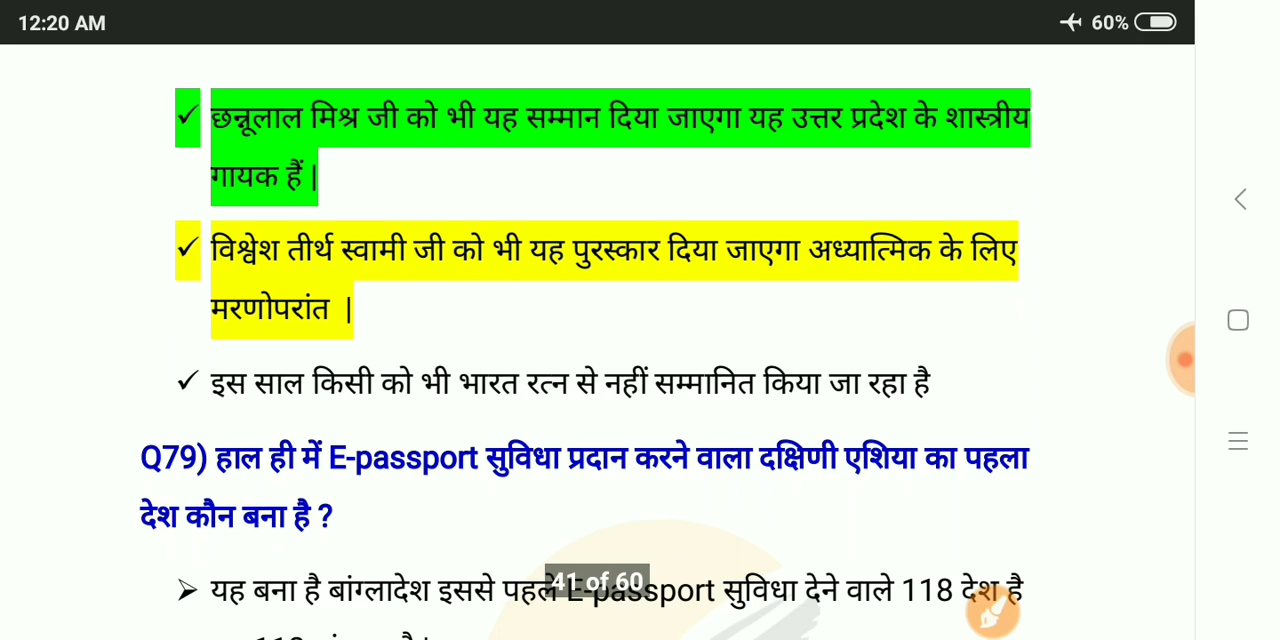 12:20 AM
60%
✓ छन्नूलाल मिश्र जी को भी यह सम्मान दिया जाएगा यह उत्तर प्रदेश के शास्त्रीय
गायक हैं |
✓ विश्वेश तीर्थ स्वामी जी को भी यह पुरस्कार दिया जाएगा अध्यात्मिक के लिए
मरणोपरांत |
✓ इस साल किसी को भी भारत रत्न से नहीं सम्मानित किया जा रहा है
Q79) हाल ही में E-passport सुविधा प्रदान करने वाला दक्षिणी एशिया का पहला
देश कौन बना है ?
➢ यह बना है बांग्लादेश इससे पहले E-passport सुविधा देने वाले 118 देश है
41 of 60